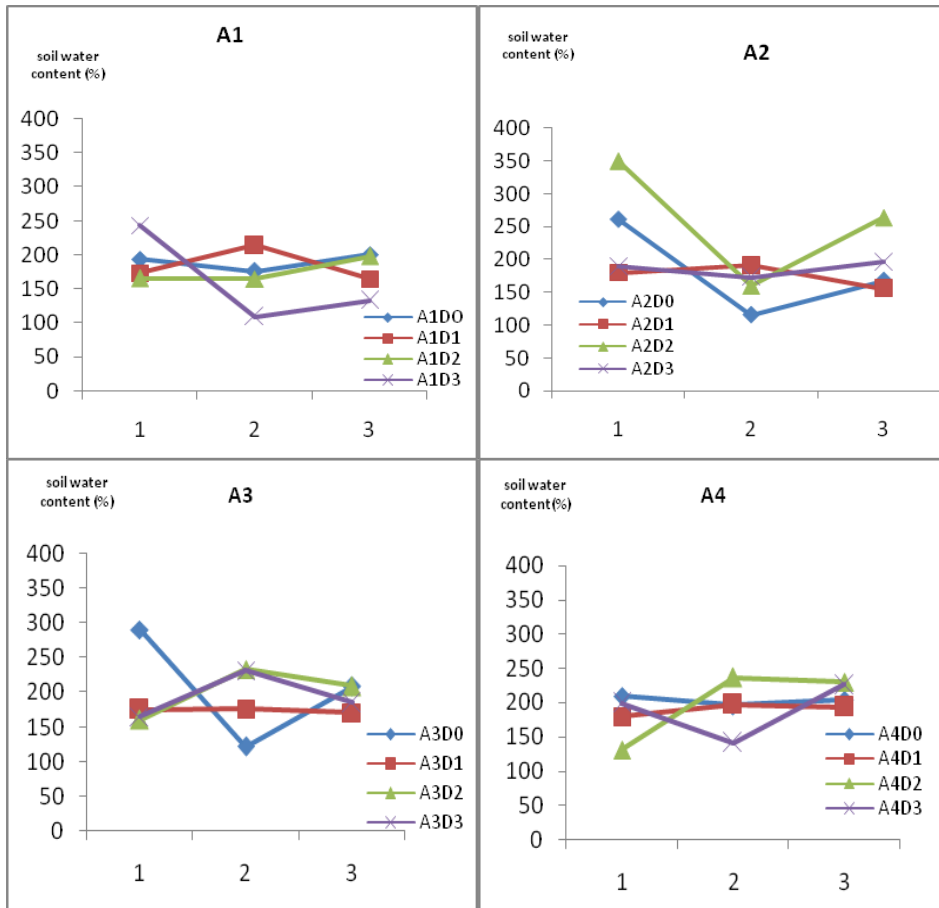 A1
soil water
content (%)
400
350
300
250
200
150
100
50
0
1 2 3
A1DO
A1D1
A1D2
A1D3
A2
soil water
content (%)
400
350
300
250
200
150
100
50
0
1 2 3
A2D0
A2D1
A2D2
A2D3
A3
soil water
content (%)
400
350
300
250
200
150
100
50
0
1 2 3
A3D0
A3D1
A3D2
A3D3
A4
soil water
content(%)
400
350
300
250
200
150
100
50
0
1 2 3
A4D0
A4D1
A4D2
A4D3